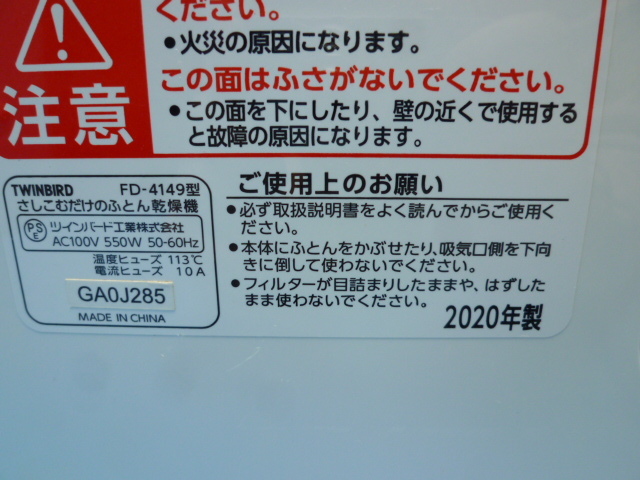 ください。
●火災の原因になります。
この面はふさがないでください。
●この面を下にしたり、壁の近くで使用する
と故障の原因になります。
注意
TWINBIRD FD-4149型
さしこむだけのふとん乾燥機
PSE ツインバード工業株式会社
AC100V 550W 50-60Hz
温度ヒューズ 113℃
電流ヒューズ 10A
GA0J285
MADE IN CHINA
ご使用上のお願い
●必ず取扱説明書をよく読んでからご使用く
ださい。
●本体にふとんをかぶせたり、吸気口側を下向
きに倒して使わないでください。
●フィルターが目詰まりしたままや、はずした
まま使わないでください。
2020年製